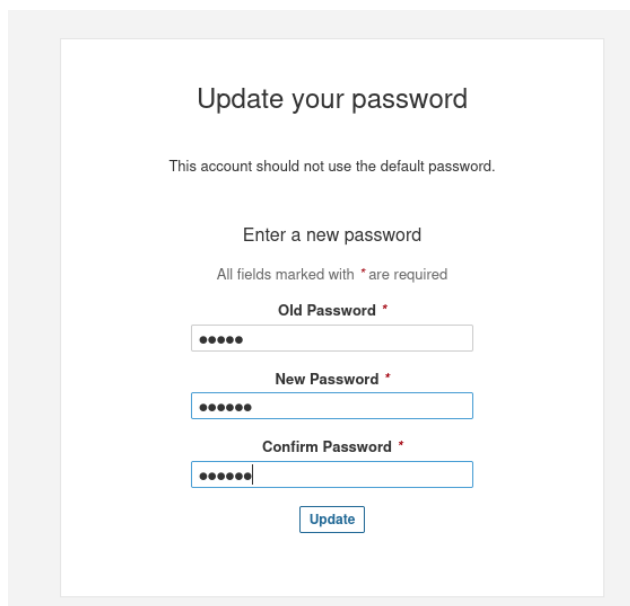 Update your password
This account should not use the default password.
Enter a new password
All fields marked with * are required
Old Password *
●●●●●
New Password *
●●●●●●
Confirm Password *
●●●●●●
Update